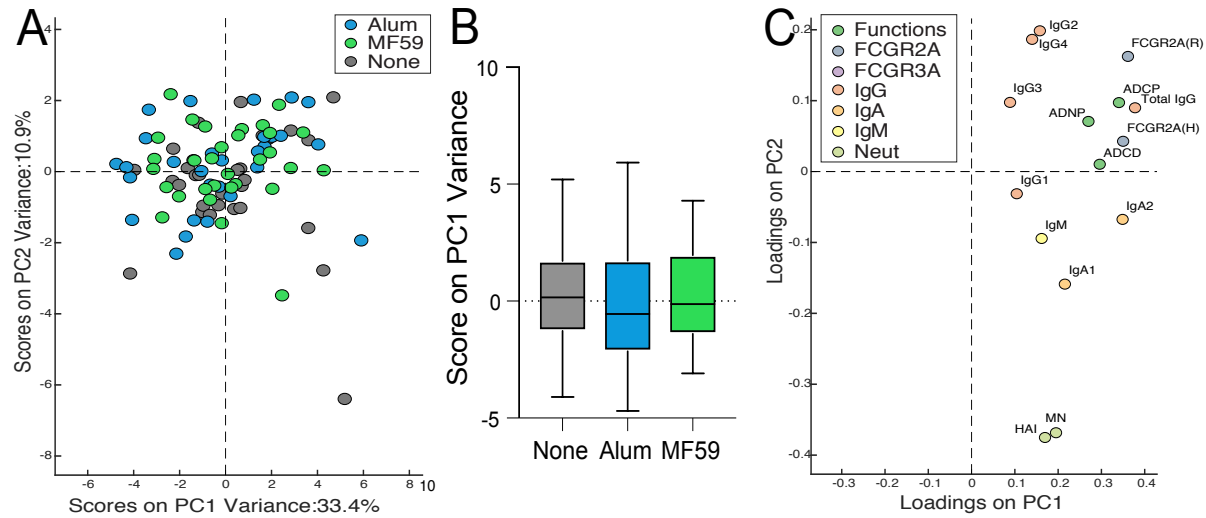 A
Alum
MF59
None
4
2
0
-2
-4
-6
-8
-6
-4
-2
0
2
4
6
8
10
Scores on PC2 Variance:10.9%
Scores on PC1 Variance:33.4%
B
10
5
0
-5
Score on PC1 Variance
None Alum MF59
C
Functions
FCGR2A
FCGR3A
IgG
IgA
IgM
Neut
0.2
0.1
0
-0.1
-0.2
-0.3
-0.4
-0.3
-0.2
-0.1
0
0.1
0.2
0.3
0.4
Loadings on PC2
Loadings on PC1
IgG2
IgG4
FCGR2A(R)
IgG3
ADCP
Total IgG
ADNP
FCGR2A(H)
ADCD
IgG1
IgA2
IgM
IgA1
MN
HAI